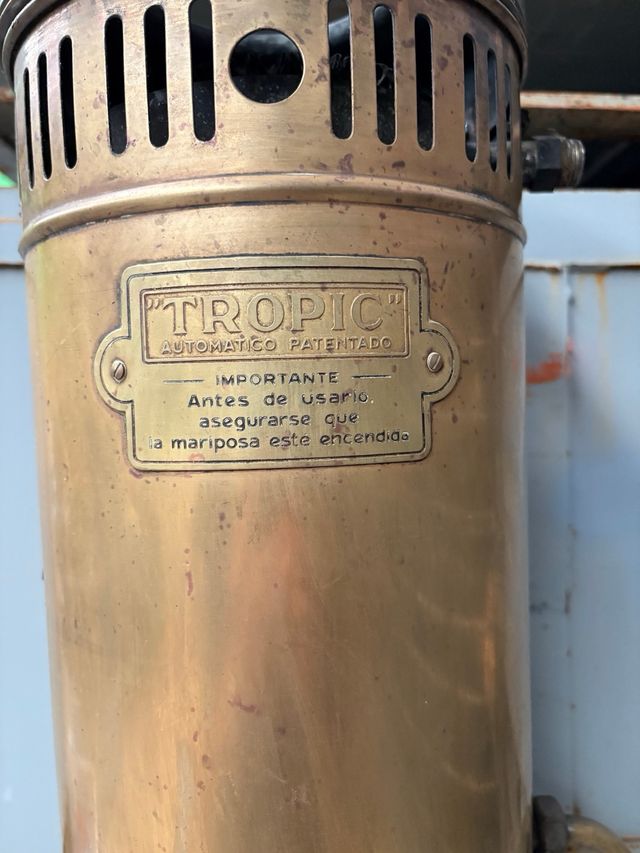 "TROPIC"
AUTOMATICO PATENTADO
IMPORTANTE
Antes de usarlo,
asegurarse que
la mariposa este encendida